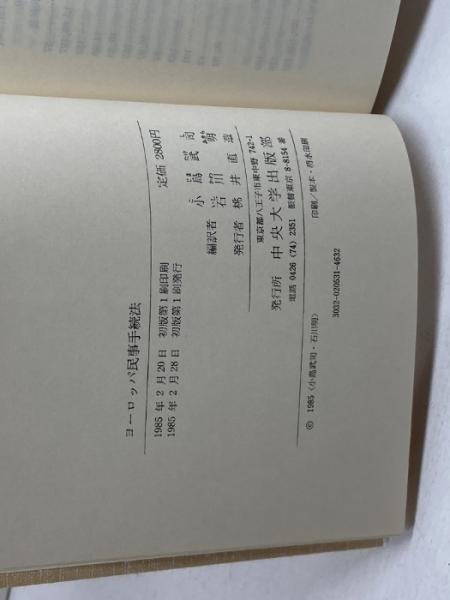 ヨーロッパ民事手続法
1985年2月20日 初版第1刷印刷
1985年2月28日 初版第1刷発行
定価 2800円
編訳者 小島武司
石川明
発行者 桃井直
東京都八王子市東中野 742-1
発行所 中央大学出版部
電話 0426 (74) 2351 振替東京 8-8154 番
印刷/製本・清水印刷
3032-020631-4632
© 1985〈小島武司・石川明〉